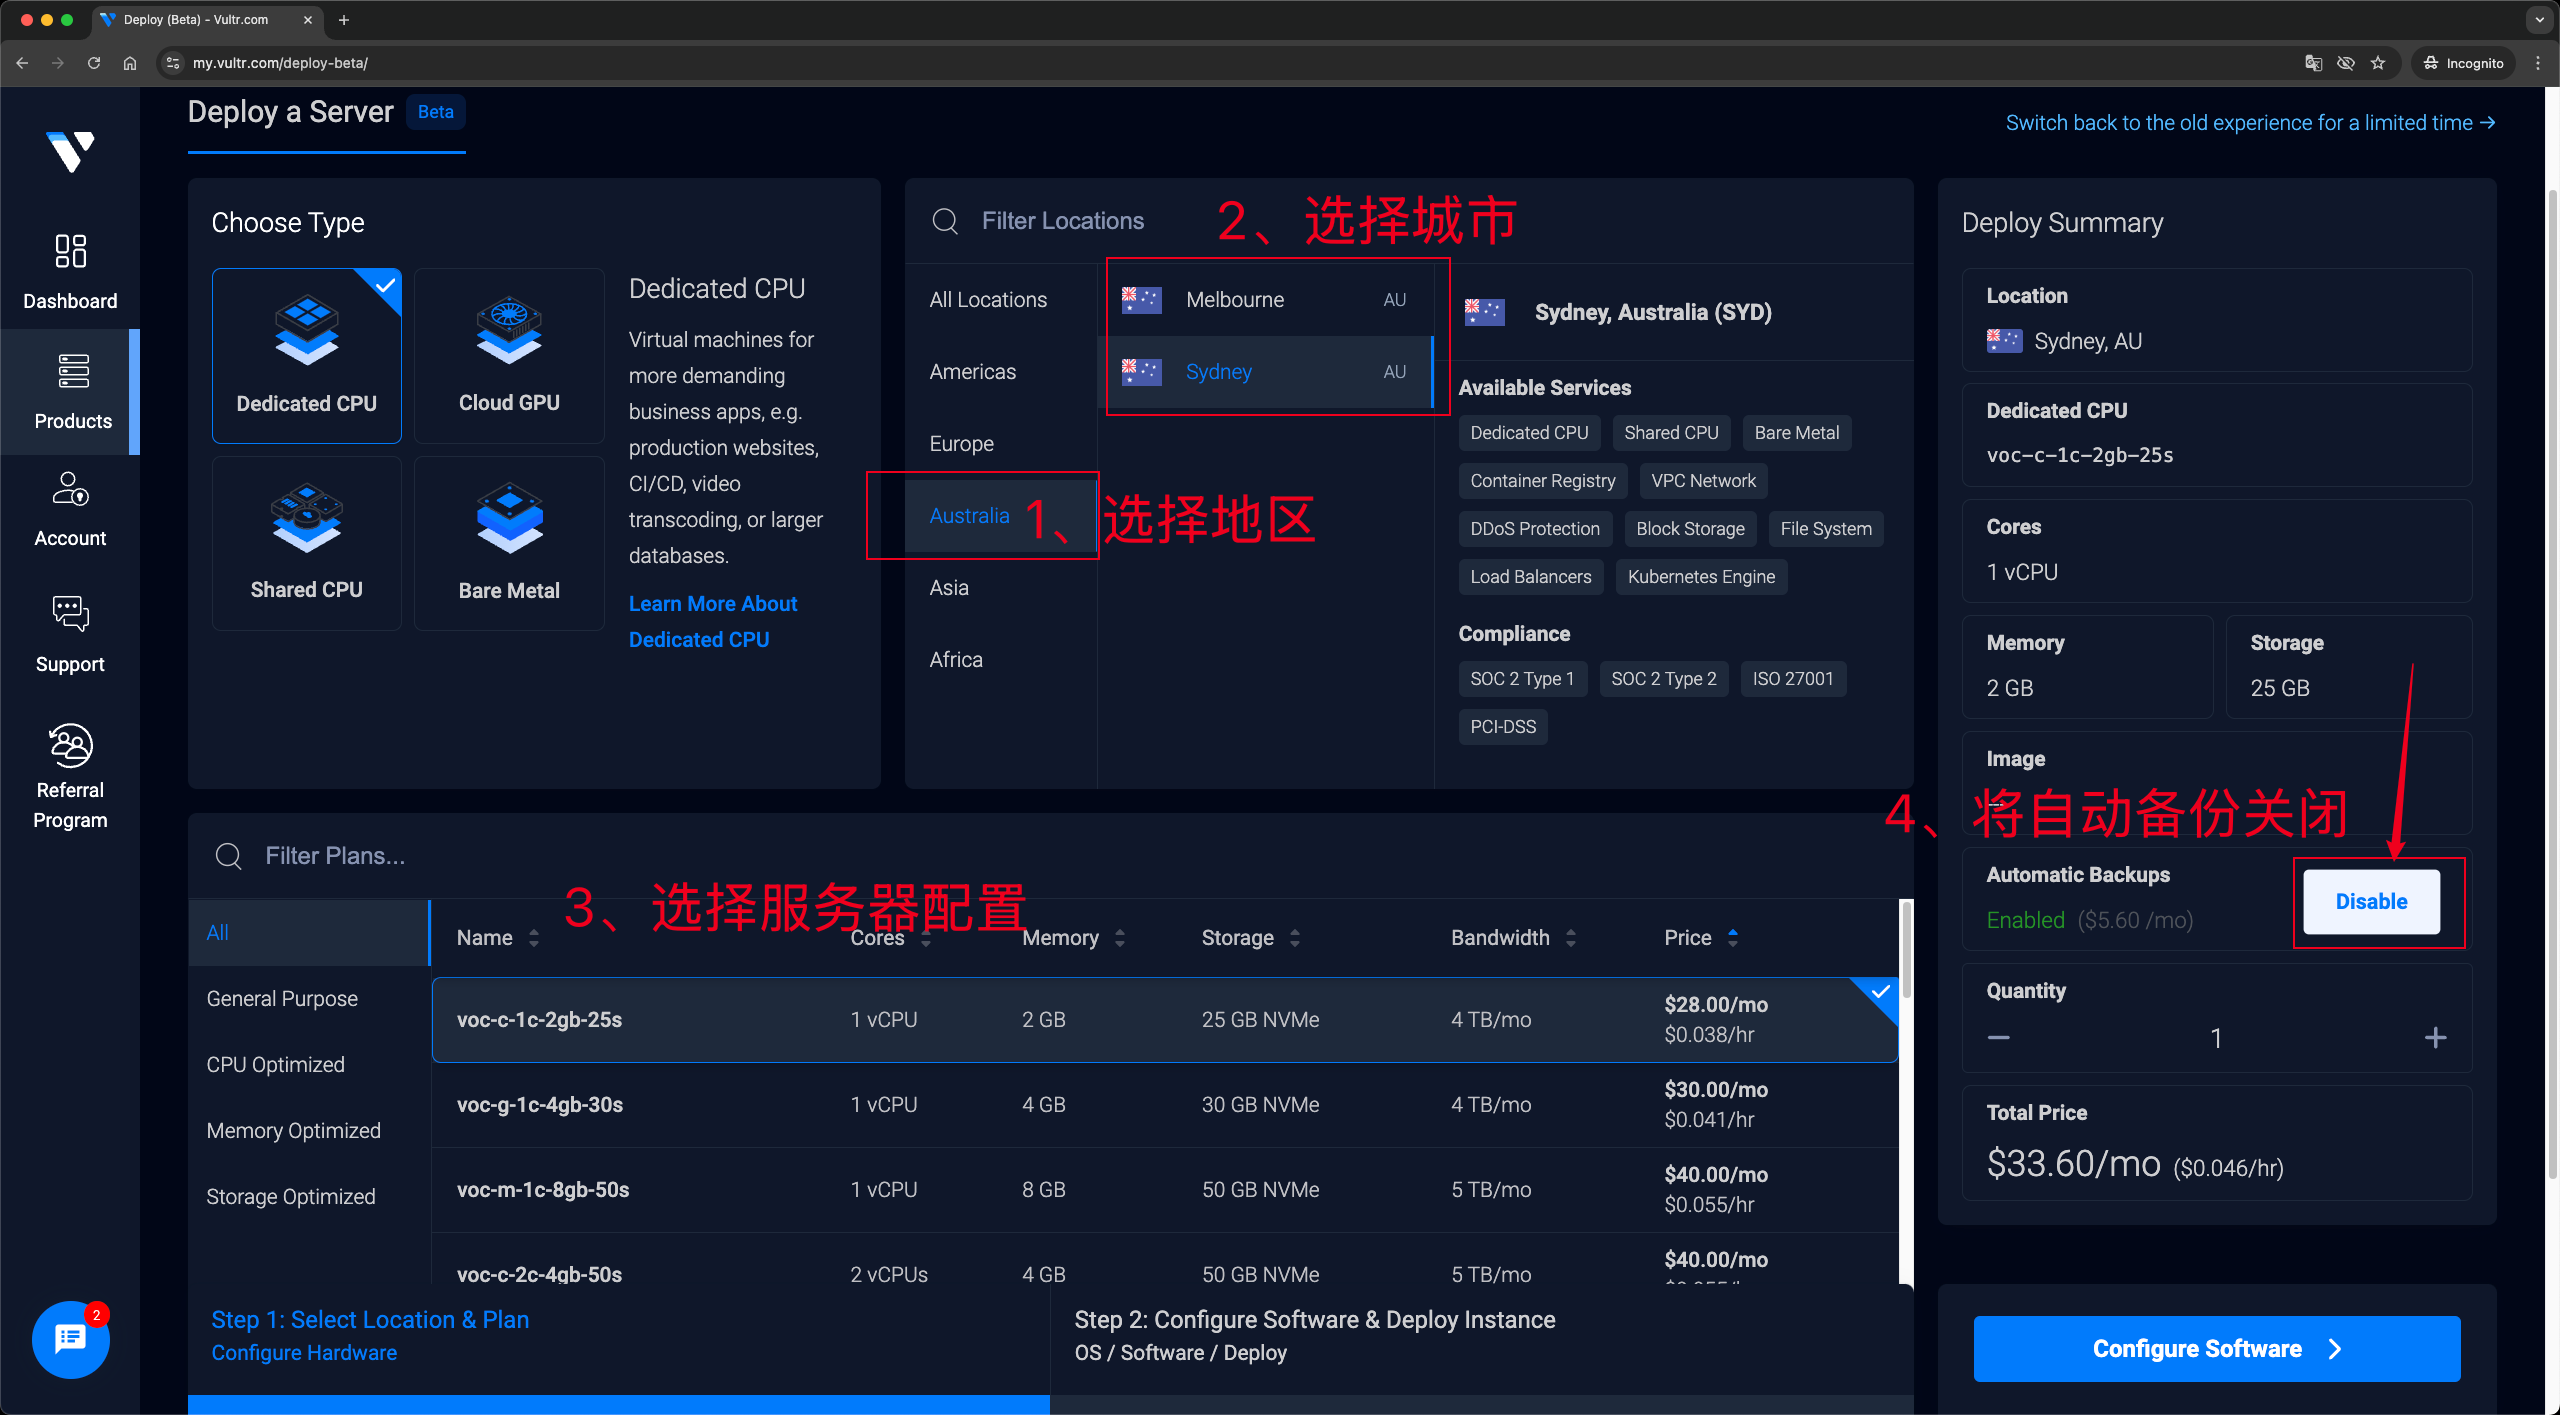 Deploy (Beta) - Vultr.com
my.vultr.com/deploy-beta/
Incognito
Deploy a Server
Beta
Switch back to the old experience for a limited time →
Dashboard
Products
Account
Support
Referral
Program
2
Choose Type
Dedicated CPU
Cloud GPU
Shared CPU
Bare Metal
Dedicated CPU
Virtual machines for
more demanding
business apps, e.g.
production websites,
CI/CD, video
transcoding, or larger
databases.
Learn More About
Dedicated CPU
Filter Locations
2、选择城市
All Locations
Americas
Europe
Australia
1、选择地区
Asia
Africa
Melbourne AU
Sydney AU
Sydney, Australia (SYD)
Available Services
Dedicated CPU Shared CPU Bare Metal
Container Registry VPC Network
DDoS Protection Block Storage File System
Load Balancers Kubernetes Engine
Compliance
SOC 2 Type 1 SOC 2 Type 2 ISO 27001
PCI-DSS
Filter Plans...
3、选择服务器配置
All
General Purpose
CPU Optimized
Memory Optimized
Storage Optimized
Name Cores Memory Storage Bandwidth Price
voc-c-1c-2gb-25s 1 vCPU 2 GB 25 GB NVMe 4 TB/mo $28.00/mo
$0.038/hr
voc-g-1c-4gb-30s 1 vCPU 4 GB 30 GB NVMe 4 TB/mo $30.00/mo
$0.041/hr
voc-m-1c-8gb-50s 1 vCPU 8 GB 50 GB NVMe 5 TB/mo $40.00/mo
$0.055/hr
voc-c-2c-4gb-50s 2 vCPUs 4 GB 50 GB NVMe 5 TB/mo $40.00/mo
Step 1: Select Location & Plan
Configure Hardware
Step 2: Configure Software & Deploy Instance
OS / Software / Deploy
Deploy Summary
Location
Sydney, AU
Dedicated CPU
voc-c-1c-2gb-25s
Cores
1 vCPU
Memory
2 GB
Storage
25 GB
Image
4、将自动备份关闭
Automatic Backups
Enabled ($5.60 /mo)
Disable
Quantity
− 1 +
Total Price
$33.60/mo ($0.046/hr)
Configure Software